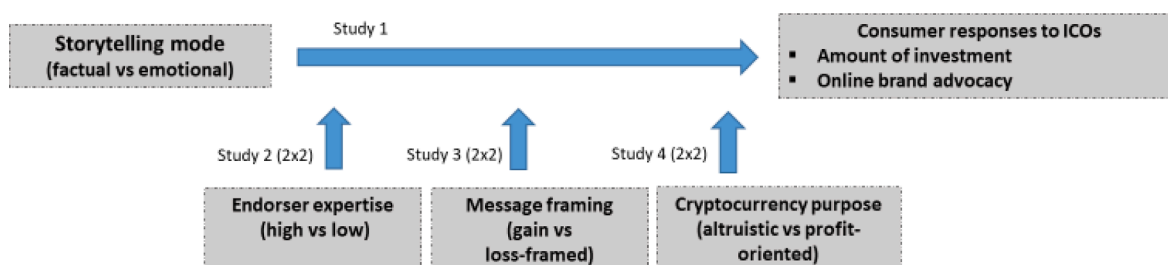 Storytelling mode
(factual vs emotional)
Study 1
Consumer responses to ICOs
▪ Amount of investment
▪ Online brand advocacy
Study 2 (2x2)
Study 3 (2x2)
Study 4 (2x2)
Endorser expertise
(high vs low)
Message framing
(gain vs
loss-framed)
Cryptocurrency purpose
(altruistic vs profit-
oriented)